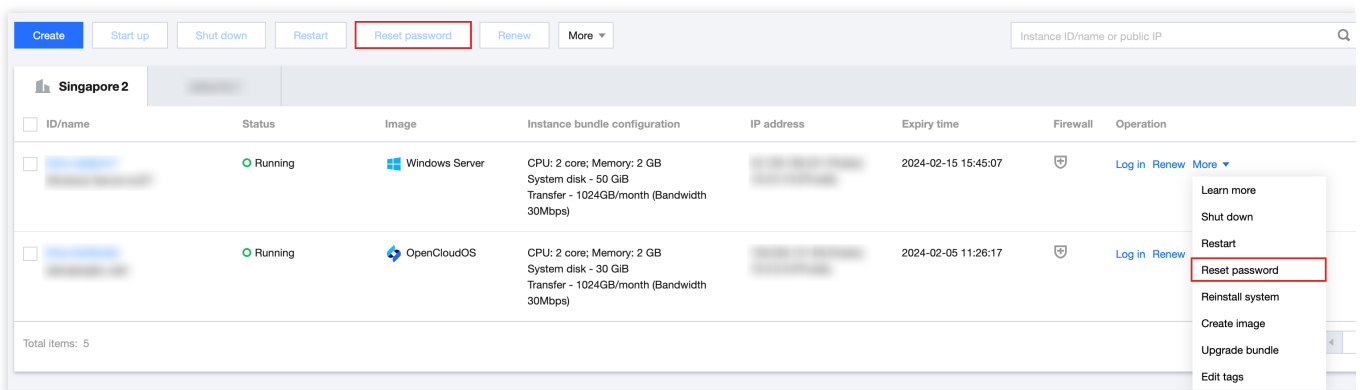 Create Start up Shut down Restart Reset password Renew More Instance ID/name or public IP
Singapore 2
ID/name Status Image Instance bundle configuration IP address Expiry time Firewall Operation
Running Windows Server CPU: 2 core; Memory: 2 GB 2024-02-15 15:45:07 Log in Renew More
System disk - 50 GiB
Transfer - 1024GB/month (Bandwidth
30Mbps)
Learn more
Shut down
Restart
Running OpenCloudOS CPU: 2 core; Memory: 2 GB 2024-02-05 11:26:17 Log in Renew
System disk - 30 GiB
Transfer - 1024GB/month (Bandwidth
30Mbps)
Reset password
Reinstall system
Create image
Upgrade bundle
Edit tags
Total items: 5